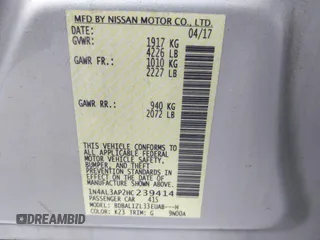 MFD BY NISSAN MOTOR CO., LTD.
DATE: 04/17
GVWR: 1917 KG
4226 LB
GAWR FR: 1010 KG
2227 LB
GAWR RR: 940 KG
2072 LB
THIS VEHICLE CONFORMS TO ALL APPLICABLE
FEDERAL MOTOR VEHICLE SAFETY,
BUMPER, AND THEFT PREVENTION
STANDARDS IN EFFECT ON THE DATE OF
MANUFACTURE SHOWN ABOVE.
1N4AL3AP2HC239414
PASSENGER CAR 415
MODEL: BDBALIZL33EUAB---H
COLOR: K23 TRIM: G 9W00A